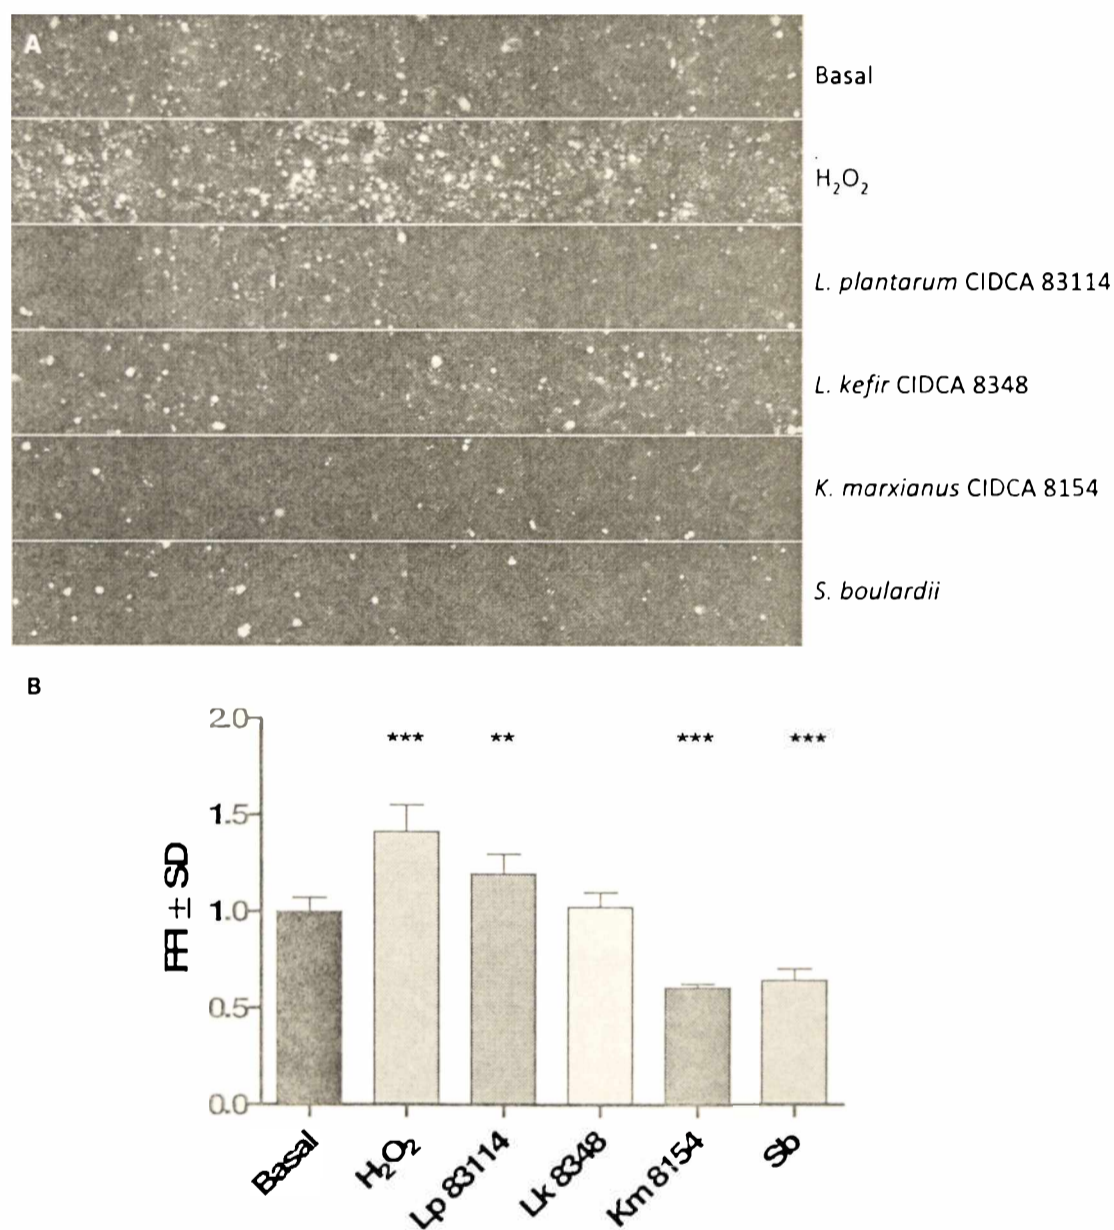 A
Basal
H₂O₂
L. plantarum CIDCA 83114
L. kefir CIDCA 8348
K. marxianus CIDCA 8154
S. boulardii
B
2.0
*** ** *** ***
1.5
1.0
0.5
0.0
± SD
Basal
H₂O₂
Lp 83114
Lk 8348
Km 8154
Sb